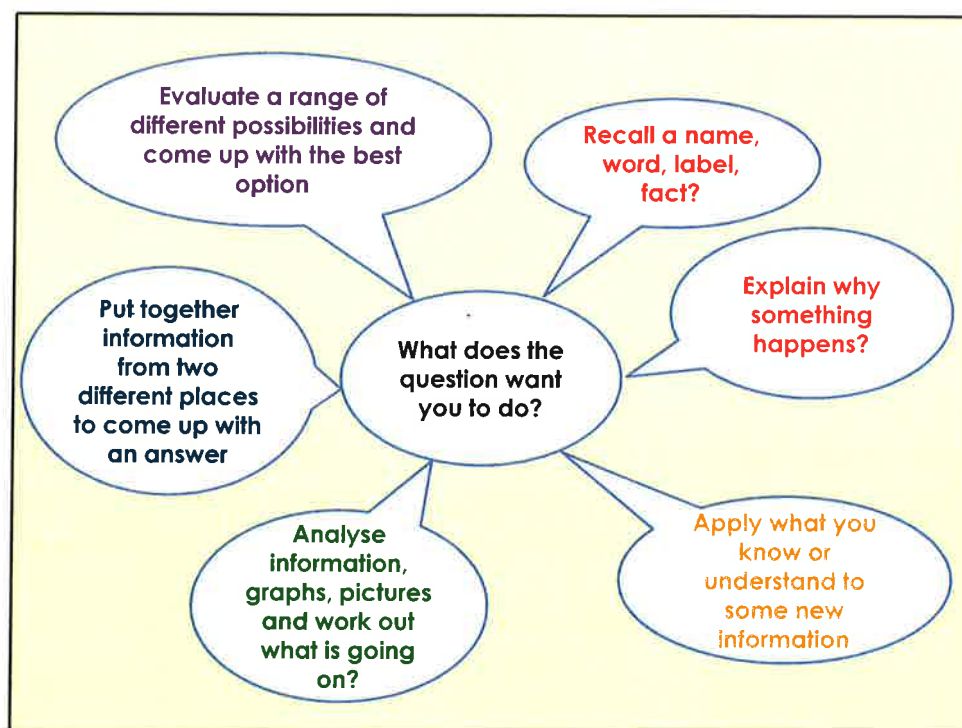 Evaluate a range of
different possibilities and
come up with the best
option
Recall a name,
word, label,
fact?
Explain why
something
happens?
Put together
information
from two
different places
to come up with
an answer
What does the
question want
you to do?
Analyse
information,
graphs, pictures
and work out
what is going
on?
Apply what you
know or
understand to
some new
information